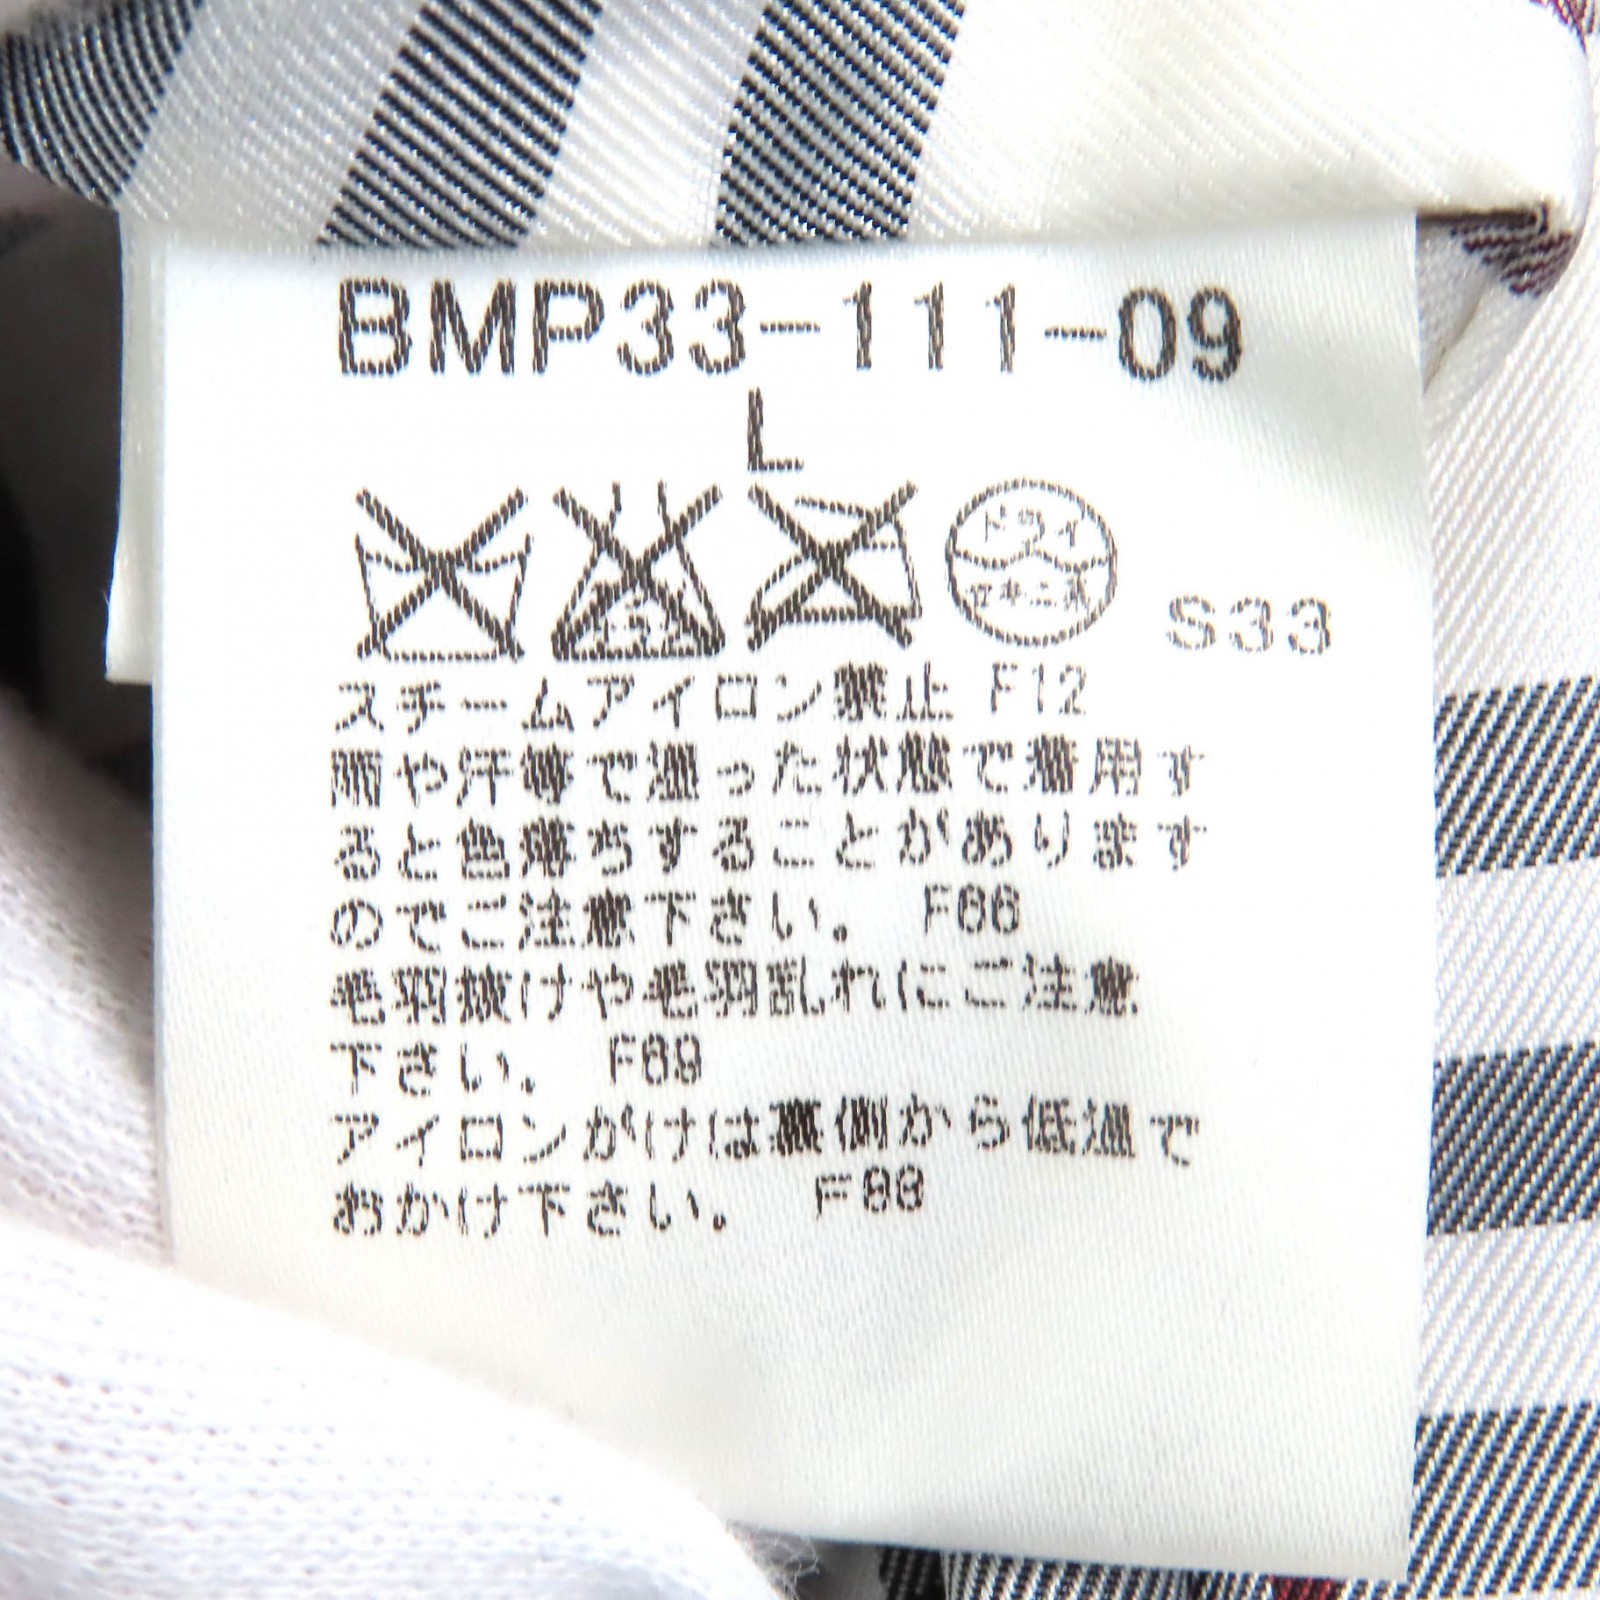 BMP33-111-09
L
ドライ
セキユ系
S33
スチームアイロン禁止 F12
雨や汗等で湿った状態で着用す
ると色落ちすることがあります
のでご注意下さい。 F66
毛羽抜けや毛羽乱れにご注意
下さい。 F69
アイロンがけは裏側から低温で
おかけ下さい。